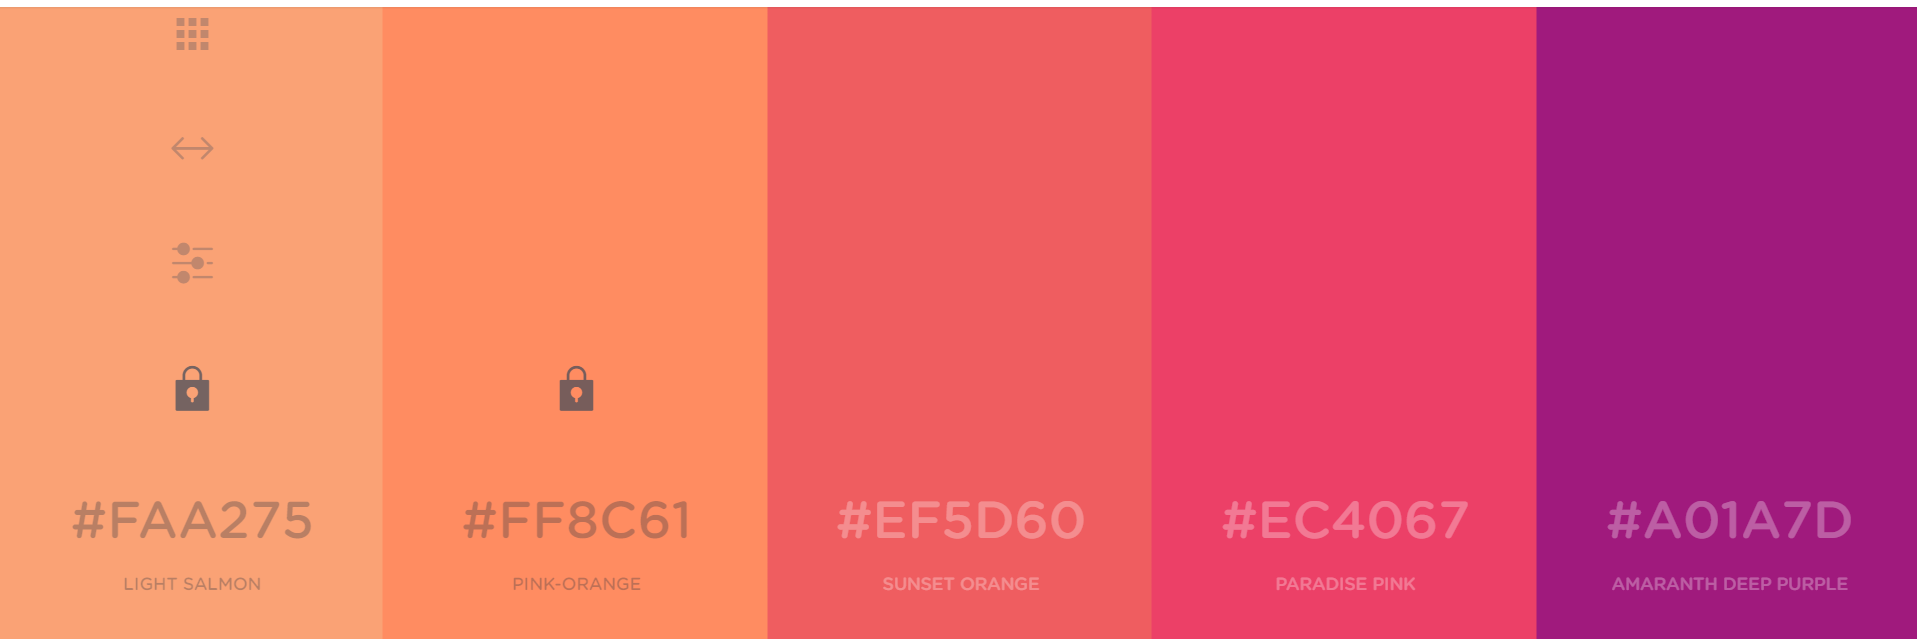 #FAA275
LIGHT SALMON
#FF8C61
PINK-ORANGE
#EF5D60
SUNSET ORANGE
#EC4067
PARADISE PINK
#A01A7D
AMARANTH DEEP PURPLE